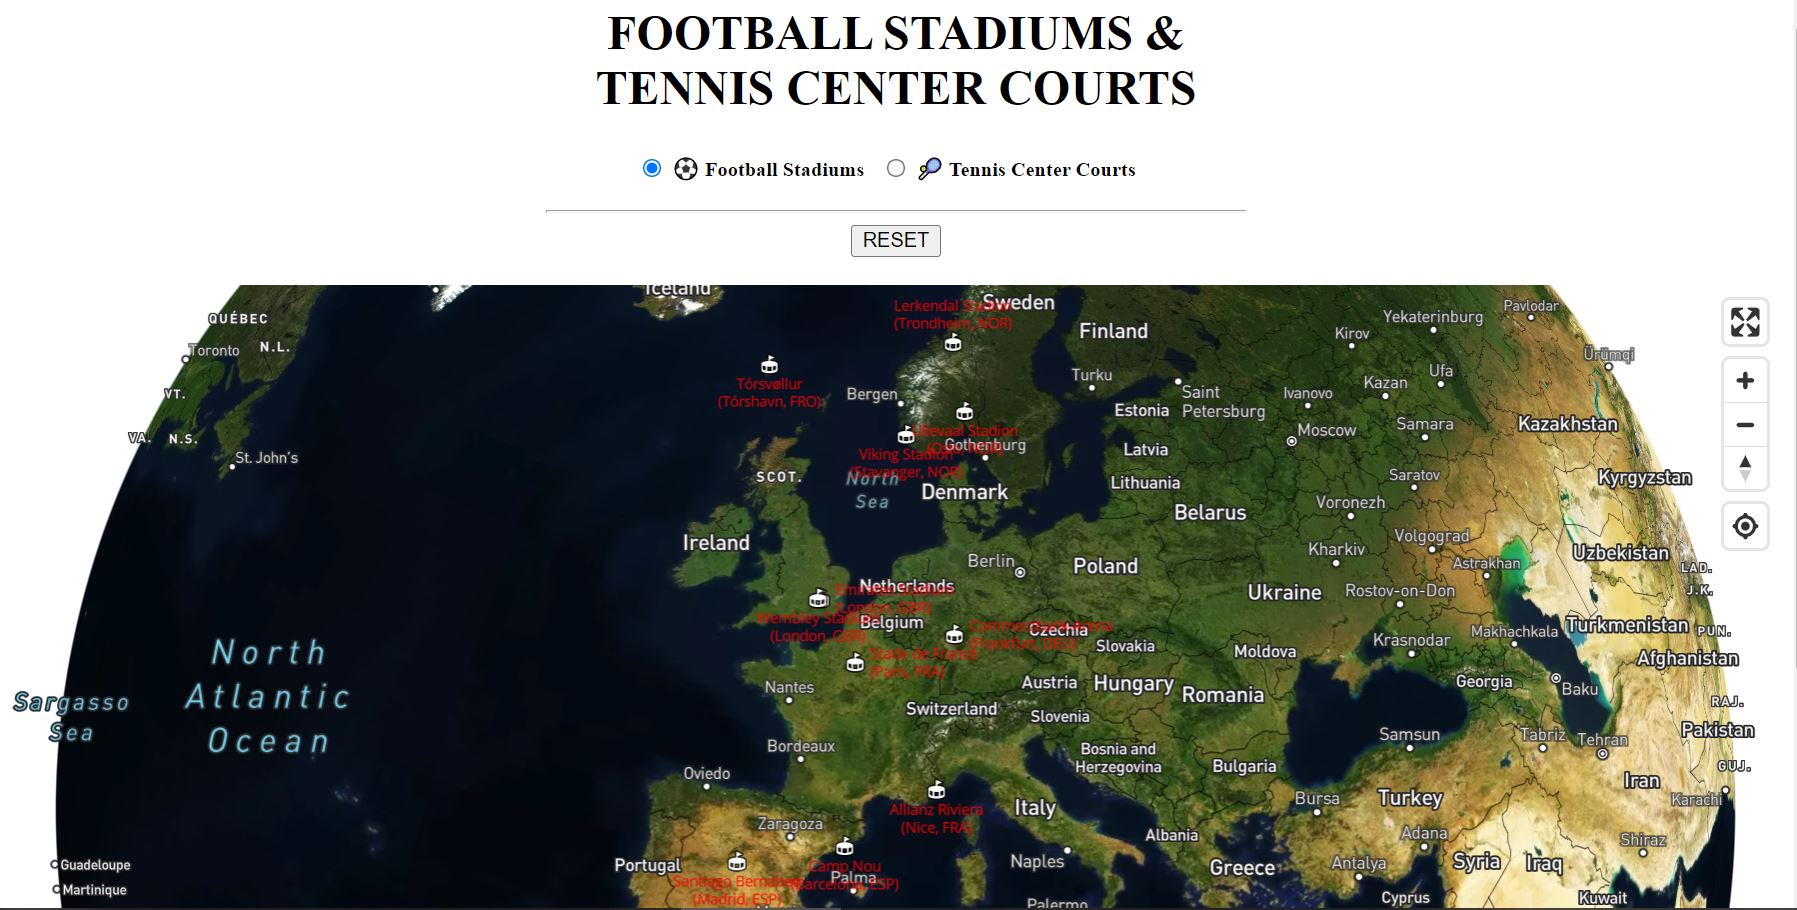 FOOTBALL STADIUMS &
TENNIS CENTER COURTS
Football Stadiums
Tennis Center Courts
RESET
Iceland
Lerkendal
Sweden
(Trondheim, NOR)
QUÉBEC
Toronto
N.L.
VT.
VA.
N.S.
St. John's
Finland
Kirov
Yekaterinburg
Pavlodar
Ürümqi
Tórsvøllur
(Tórshavn, FRO)
Bergen
Turku
Saint
Petersburg
Ivanovo
Kazan
Ufa
Estonia
Moscow
Samara
Kazakhstan
Ullevaal Stadion
Gothenburg
Viking Stadion
(Stavanger, NOR)
Latvia
SCOT.
North
Sea
Denmark
Lithuania
Saratov
Kyrgyzstan
Voronezh
Belarus
Ireland
Berlin
Poland
Kharkiv
Volgograd
Uzbekistan
Astrakhan
LAD.
J.K.
Netherlands
Emirates Stadium
(London, GBR)
Ukraine
Rostov-on-Don
Wembley Stadium
(London, GBR)
Belgium
Commerzbank-Arena
(Frankfurt, DEU)
Czechia
Slovakia
Moldova
Krasnodar
Makhachkala
Turkmenistan
PUN.
Stade de France
(Paris, FRA)
North
Atlantic
Ocean
Sargasso
Sea
Nantes
Austria
Hungary
Romania
Georgia
Baku
Afghanistan
RAJ.
Switzerland
Slovenia
Pakistan
Bordeaux
Bosnia and
Herzegovina
Bulgaria
Samsun
Tabriz
Tehran
GUJ.
Oviedo
Iran
Karachi
Allianz Riviera
(Nice, FRA)
Italy
Bursa
Turkey
Zaragoza
Albania
Adana
Shiraz
Guadeloupe
Martinique
Portugal
Camp Nou
(Barcelona, ESP)
Palma
Naples
Greece
Antalya
Syria
Iraq
Santiago Bernabeu
(Madrid, ESP)
Palermo
Cyprus
Kuwait